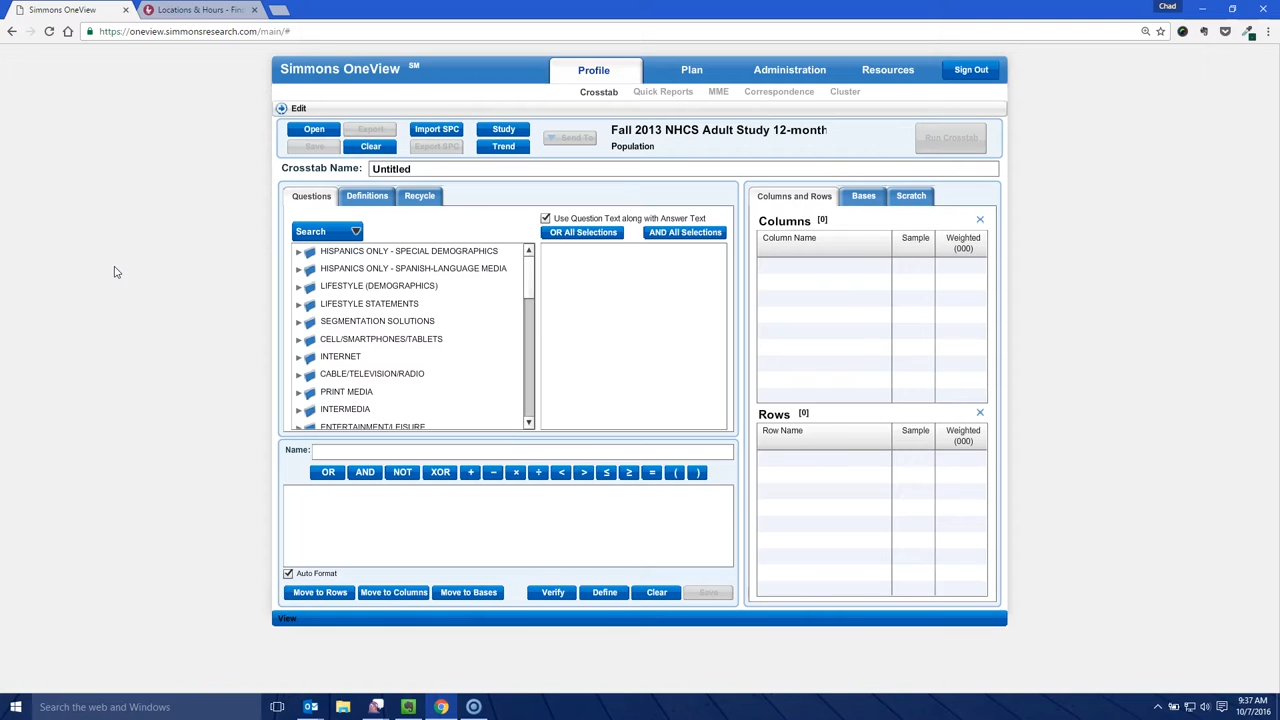 Simmons OneView
Locations & Hours - Fin
Chad
https://oneview.simmonsresearch.com/main/#
Simmons OneView SM
Profile
Plan
Administration
Resources
Sign Out
Crosstab
Quick Reports
MME
Correspondence
Cluster
Edit
Open
Export
Import SPC
Study
Save
Clear
Export SPC
Trend
Send To
Fall 2013 NHCS Adult Study 12-month
Population
Run Crosstab
Crosstab Name:
Untitled
Questions
Definitions
Recycle
Search
Use Question Text along with Answer Text
OR All Selections
AND All Selections
HISPANICS ONLY - SPECIAL DEMOGRAPHICS
HISPANICS ONLY - SPANISH-LANGUAGE MEDIA
LIFESTYLE (DEMOGRAPHICS)
LIFESTYLE STATEMENTS
SEGMENTATION SOLUTIONS
CELL/SMARTPHONES/TABLETS
INTERNET
CABLE/TELEVISION/RADIO
PRINT MEDIA
INTERMEDIA
ENTERTAINMENT/LEISURE
Name:
OR
AND
NOT
XOR
+
−
×
÷
<
>
≤
≥
=
(
)
Auto Format
Move to Rows
Move to Columns
Move to Bases
Verify
Define
Clear
Save
Columns and Rows
Bases
Scratch
Columns [0]
Column Name
Sample
Weighted
(000)
Rows [0]
Row Name
Sample
Weighted
(000)
View
Search the web and Windows
9:37 AM
10/7/2016